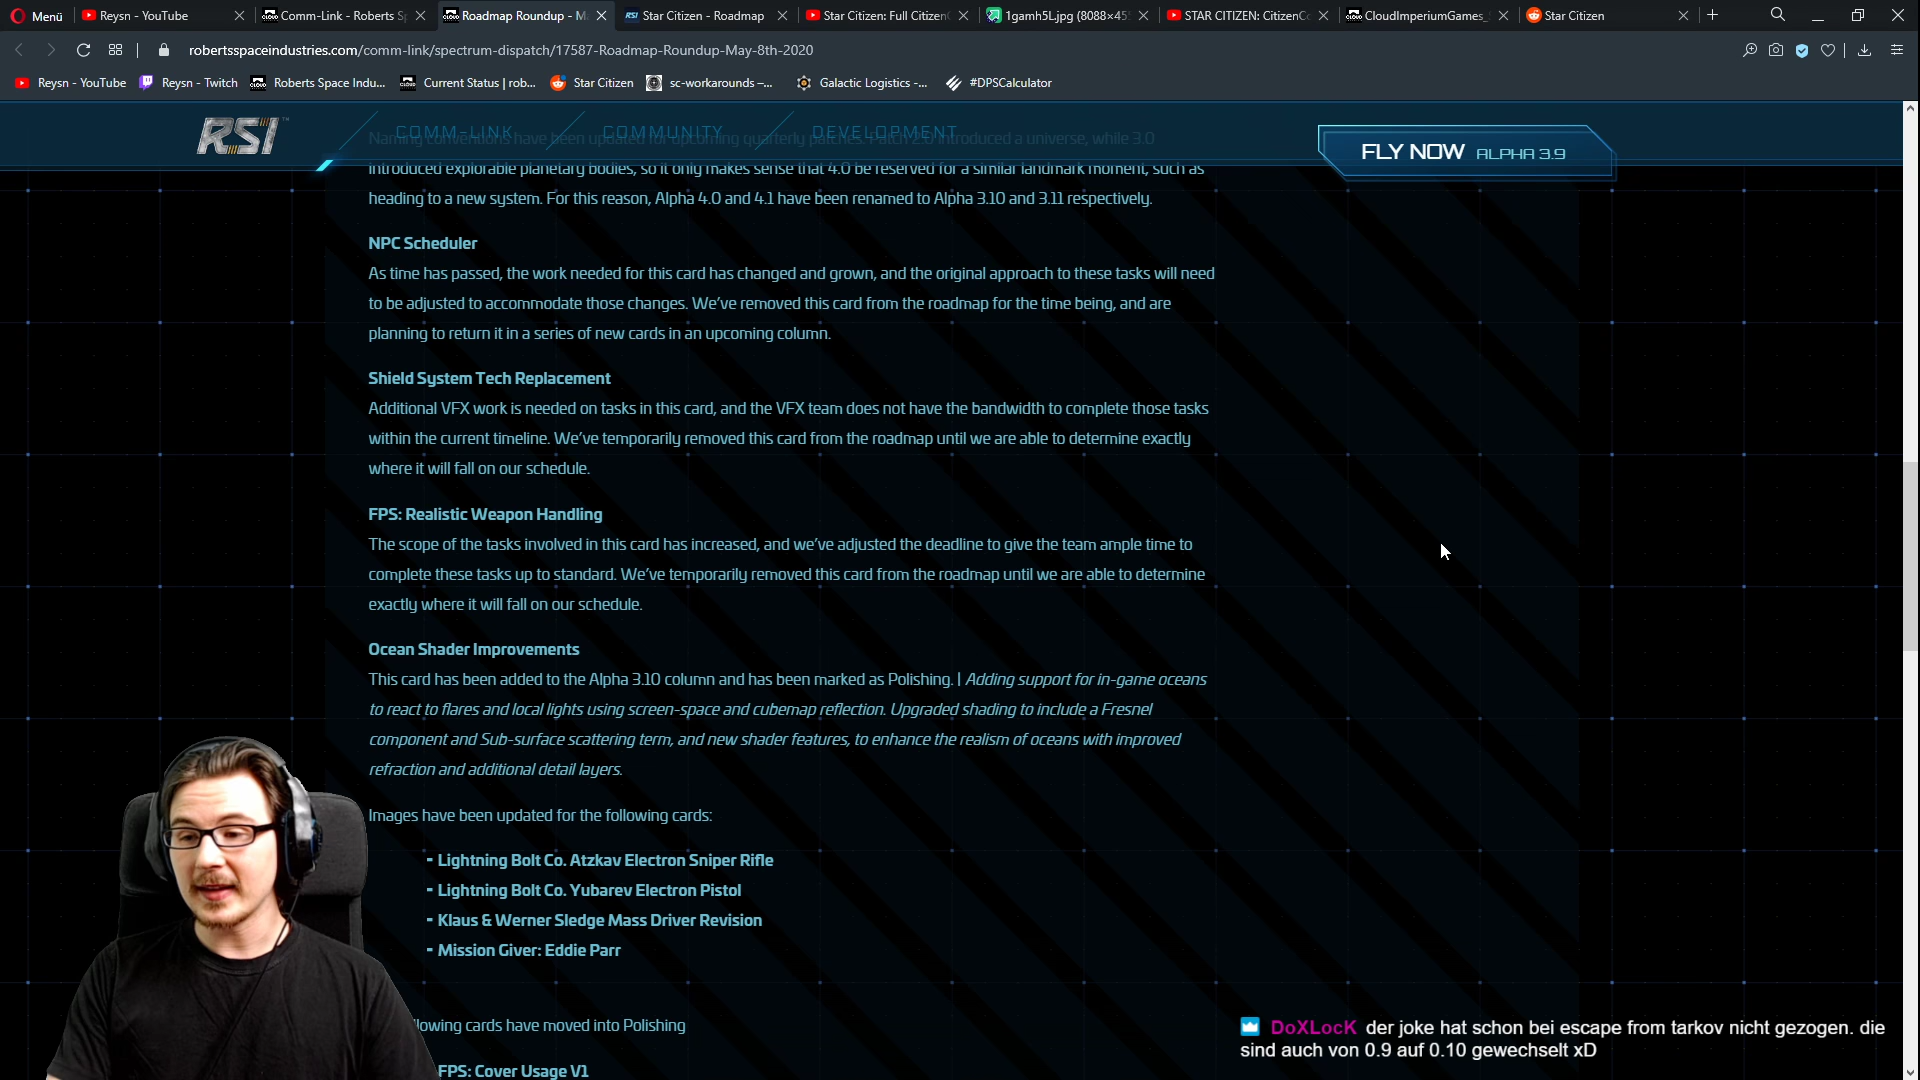 Menü
Reysn - YouTube
Comm-Link - Roberts S
Roadmap Roundup - M
Star Citizen - Roadmap
Star Citizen: Full Citizen
1gamh5L.jpg (8088×45
STAR CITIZEN: CitizenC
CloudImperiumGames_
Star Citizen
robertsspaceindustries.com/comm-link/spectrum-dispatch/17587-Roadmap-Roundup-May-8th-2020
Reysn - YouTube
Reysn - Twitch
Roberts Space Indu...
Current Status | rob...
Star Citizen
sc-workarounds –...
Galactic Logistics -...
#DPSCalculator
RSI
COMM-LINK
COMMUNITY
DEVELOPMENT
FLY NOW ALPHA 3.9
Naming conventions have been updated for upcoming quarterly patches. Patch 2.0 introduced a universe, while 3.0
introduced explorable planetary bodies, so it only makes sense that 4.0 be reserved for a similar landmark moment, such as
heading to a new system. For this reason, Alpha 4.0 and 4.1 have been renamed to Alpha 3.10 and 3.11 respectively.
NPC Scheduler
As time has passed, the work needed for this card has changed and grown, and the original approach to these tasks will need
to be adjusted to accommodate those changes. We've removed this card from the roadmap for the time being, and are
planning to return it in a series of new cards in an upcoming column.
Shield System Tech Replacement
Additional VFX work is needed on tasks in this card, and the VFX team does not have the bandwidth to complete those tasks
within the current timeline. We've temporarily removed this card from the roadmap until we are able to determine exactly
where it will fall on our schedule.
FPS: Realistic Weapon Handling
The scope of the tasks involved in this card has increased, and we've adjusted the deadline to give the team ample time to
complete these tasks up to standard. We've temporarily removed this card from the roadmap until we are able to determine
exactly where it will fall on our schedule.
Ocean Shader Improvements
This card has been added to the Alpha 3.10 column and has been marked as Polishing. | Adding support for in-game oceans
to react to flares and local lights using screen-space and cubemap reflection. Upgraded shading to include a Fresnel
component and Sub-surface scattering term, and new shader features, to enhance the realism of oceans with improved
refraction and additional detail layers.
Images have been updated for the following cards:
- Lightning Bolt Co. Atzkav Electron Sniper Rifle
- Lightning Bolt Co. Yubarev Electron Pistol
- Klaus & Werner Sledge Mass Driver Revision
- Mission Giver: Eddie Parr
lowing cards have moved into Polishing
FPS: Cover Usage V1
DoXLocK der joke hat schon bei escape from tarkov nicht gezogen. die
sind auch von 0.9 auf 0.10 gewechselt xD